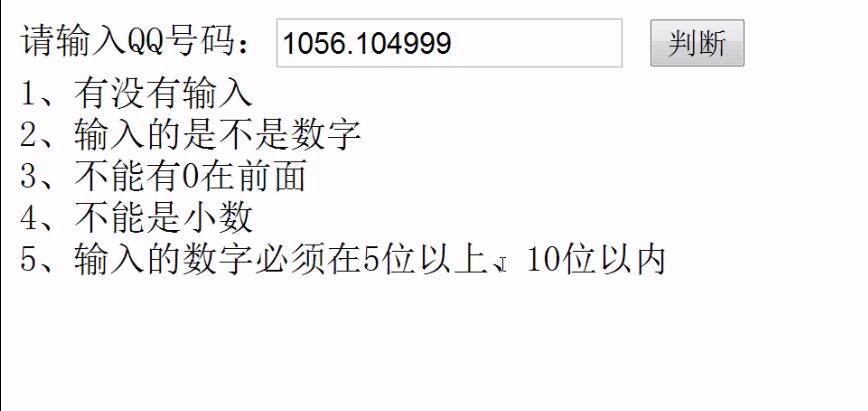 请输入QQ号码： 1056.104999 判断
1、有没有输入
2、输入的是不是数字
3、不能有0在前面
4、不能是小数
5、输入的数字必须在5位以上、10位以内